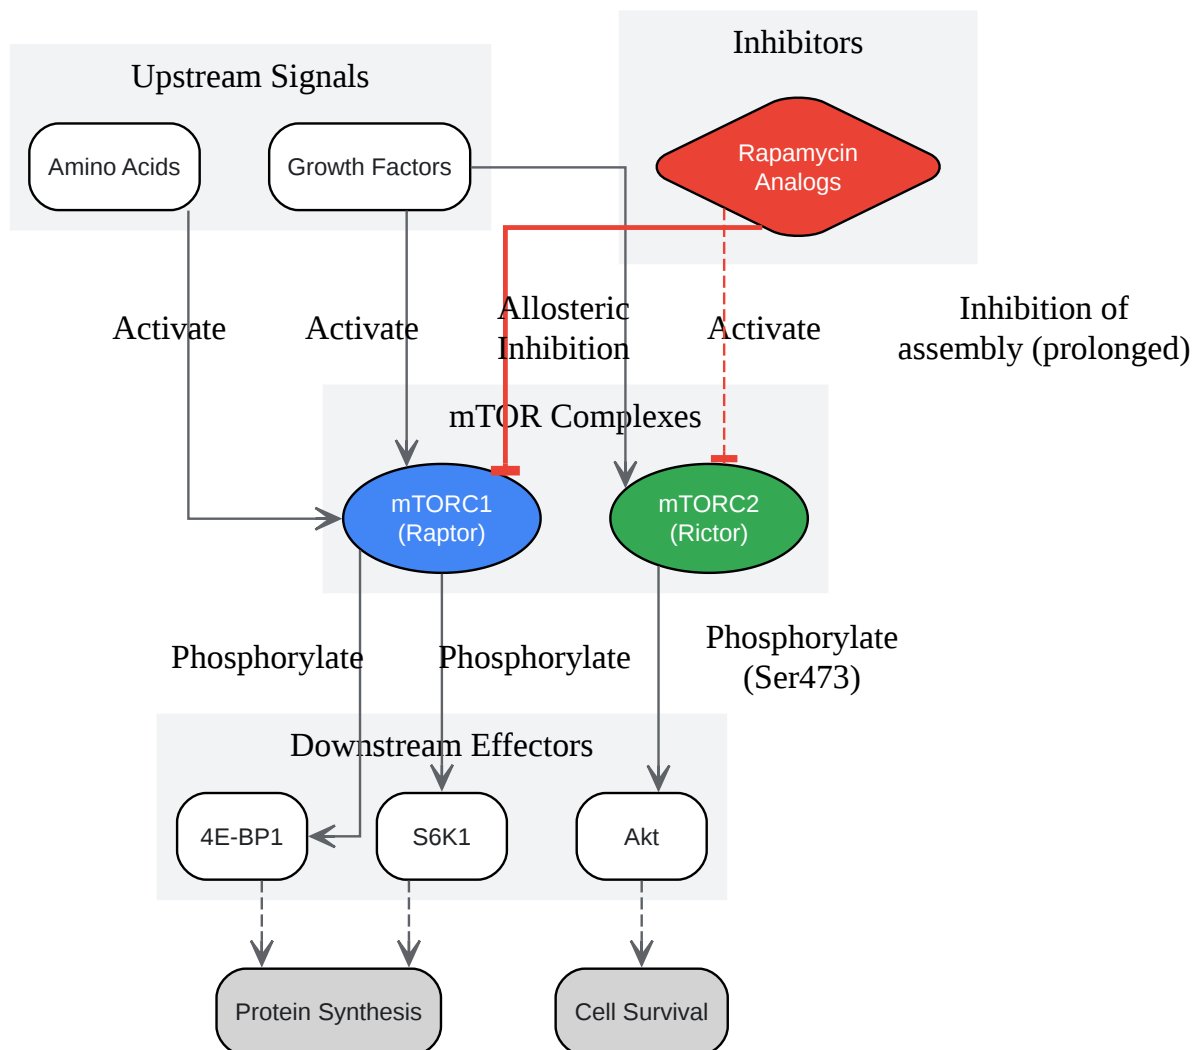 Inhibitors
Upstream Signals
Amino Acids
Growth Factors
Rapamycin
Analogs
Activate
Activate
Allosteric
Inhibition
Activate
Inhibition of
assembly (prolonged)
mTOR Complexes
mTORC1
(Raptor)
mTORC2
(Rictor)
Phosphorylate
Phosphorylate
Phosphorylate
(Ser473)
Downstream Effectors
4E-BP1
S6K1
Akt
Protein Synthesis
Cell Survival